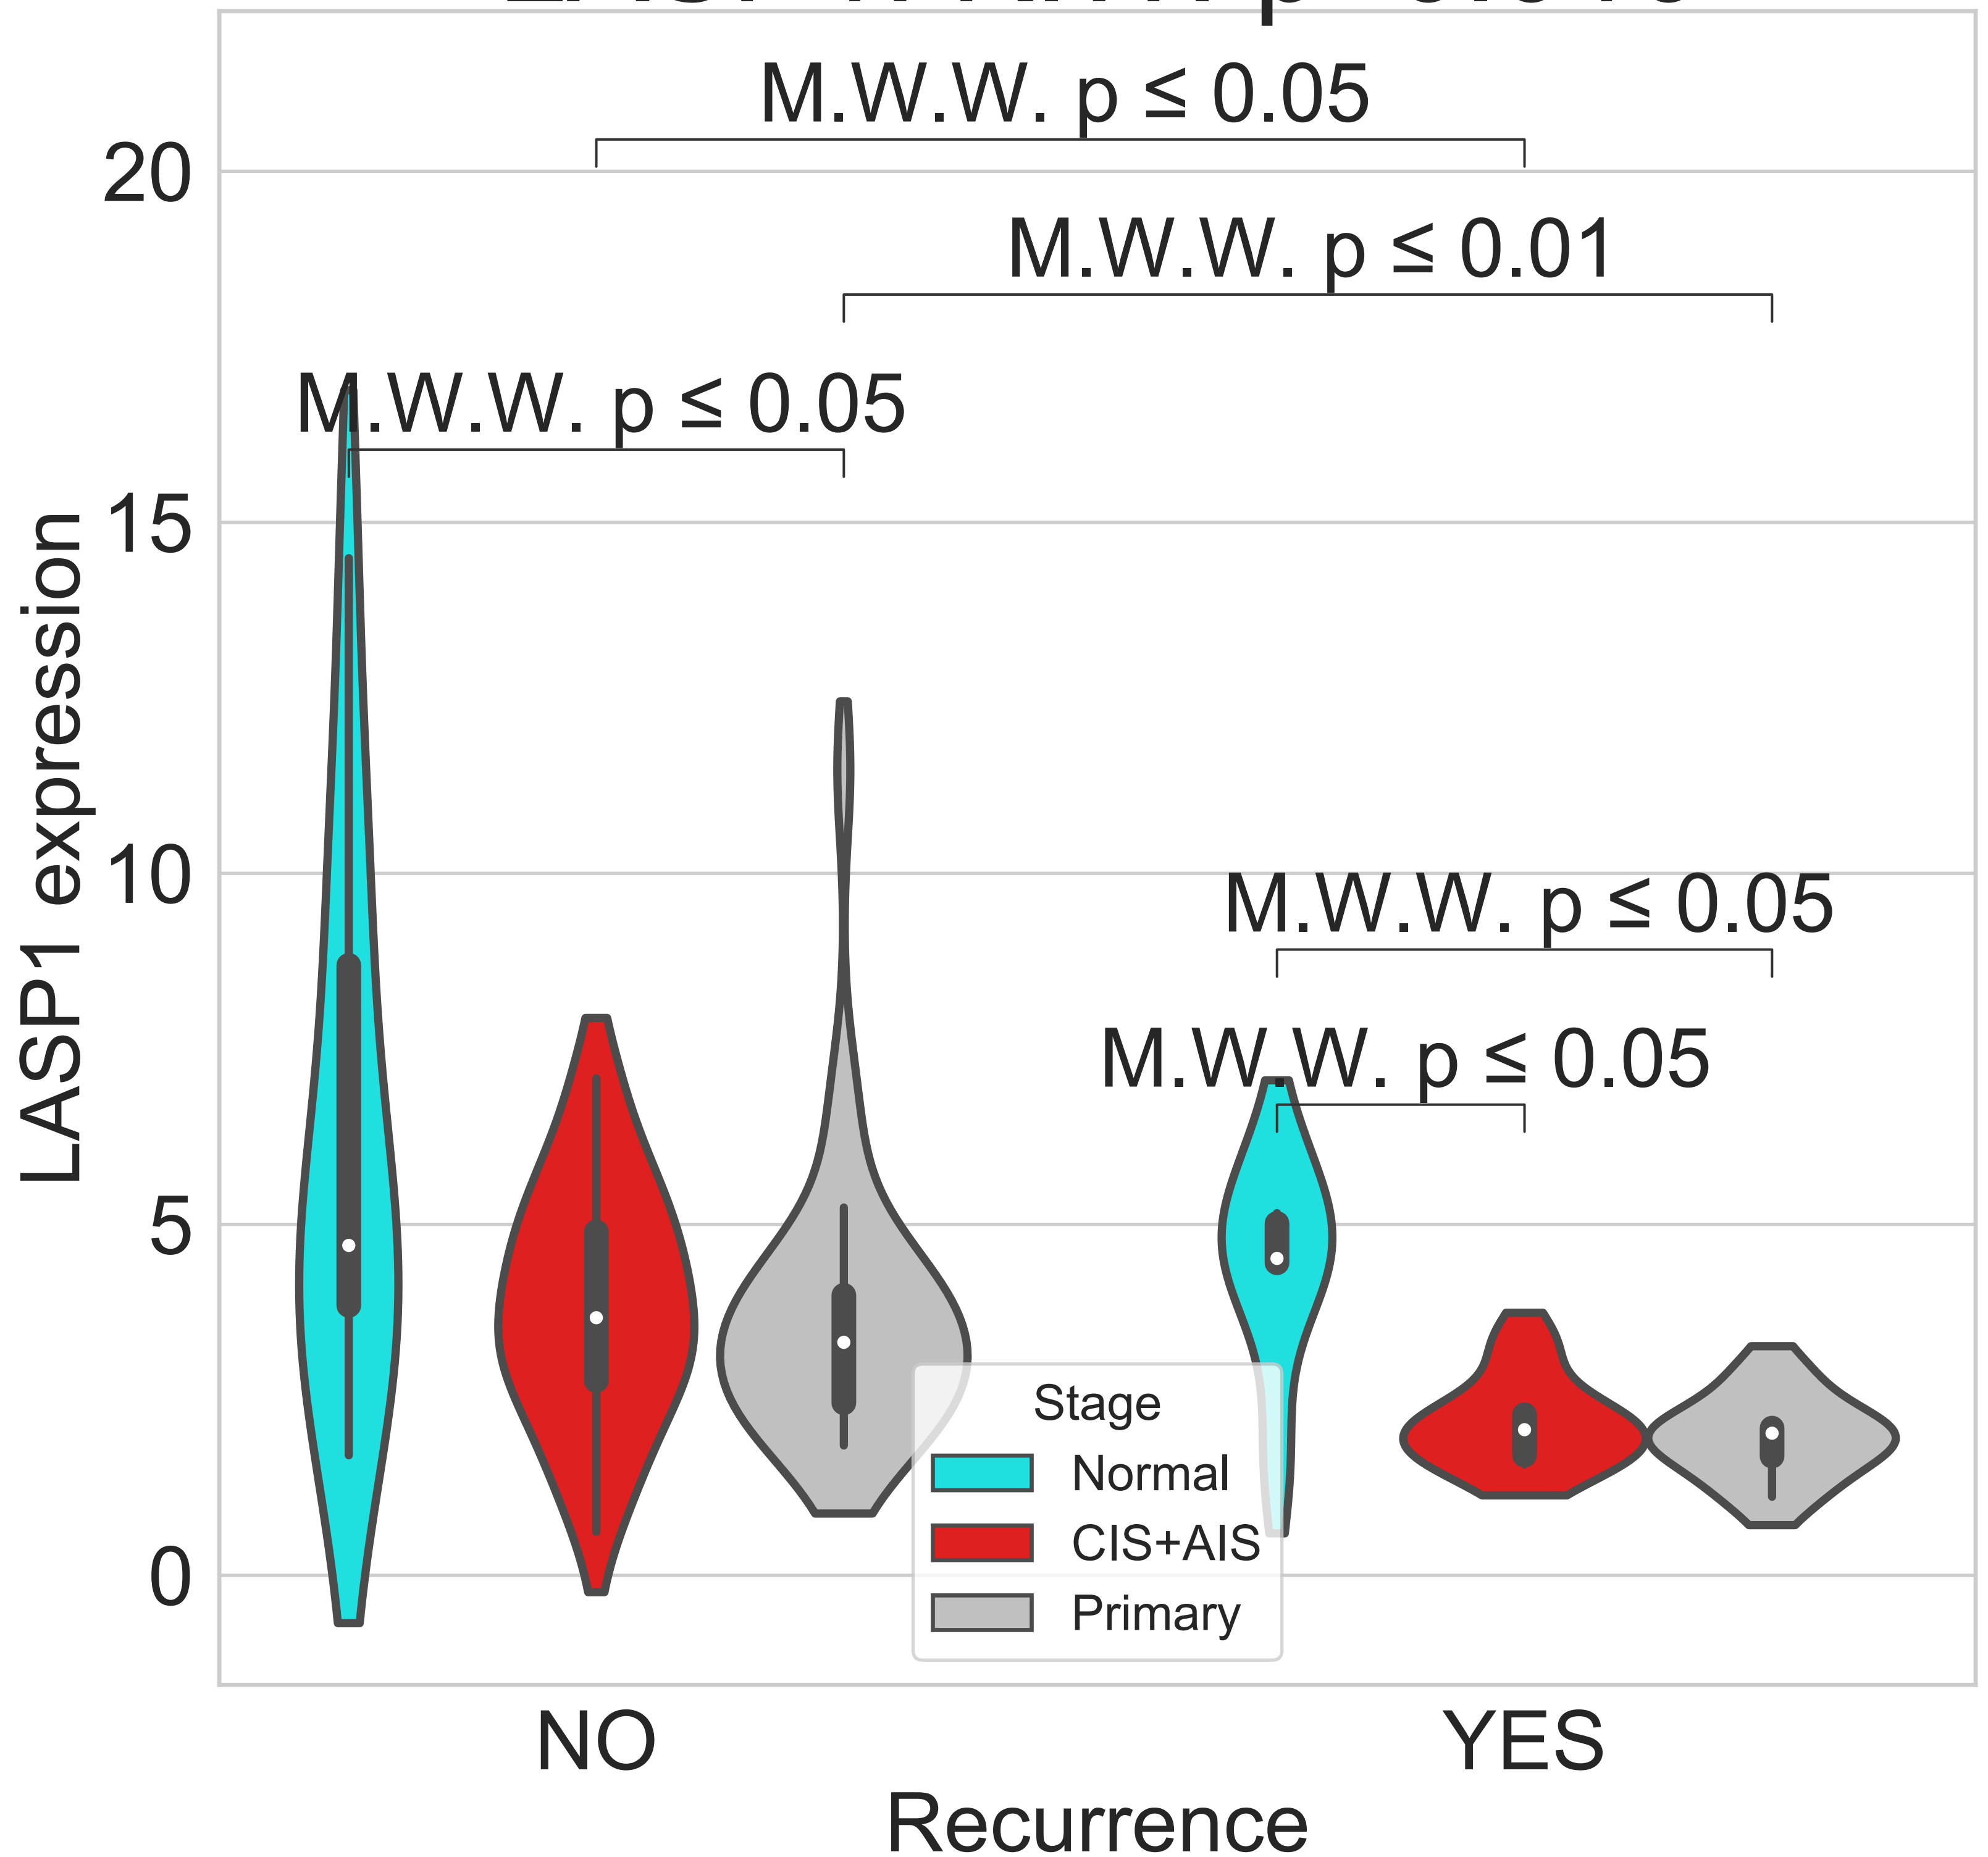 M.W.W. p ≤ 0.05
M.W.W. p ≤ 0.01
M.W.W. p ≤ 0.05
M.W.W. p ≤ 0.05
M.W.W. p ≤ 0.05
20
15
10
5
0
LASP1 expression
Stage
Normal
CIS+AIS
Primary
NO
YES
Recurrence